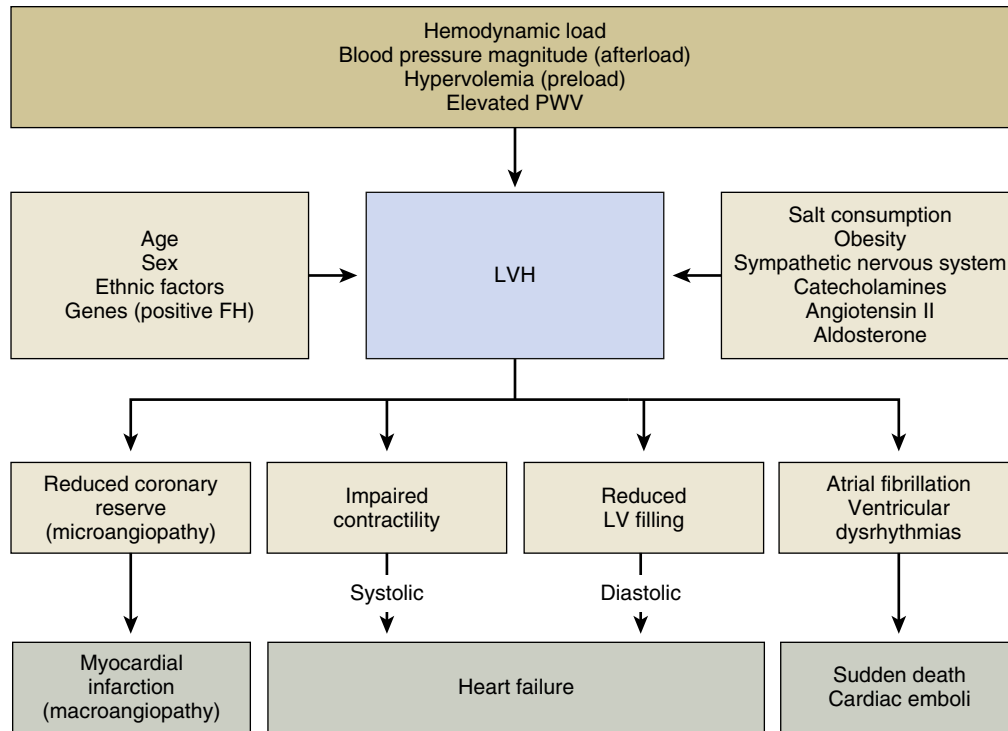 Hemodynamic load
Blood pressure magnitude (afterload)
Hypervolemia (preload)
Elevated PWV
Age
Sex
Ethnic factors
Genes (positive FH)
LVH
Salt consumption
Obesity
Sympathetic nervous system
Catecholamines
Angiotensin II
Aldosterone
Reduced coronary
reserve
(microangiopathy)
Impaired
contractility
Reduced
LV filling
Atrial fibrillation
Ventricular
dysrhythmias
Systolic
Diastolic
Myocardial
infarction
(macroangiopathy)
Heart failure
Sudden death
Cardiac emboli